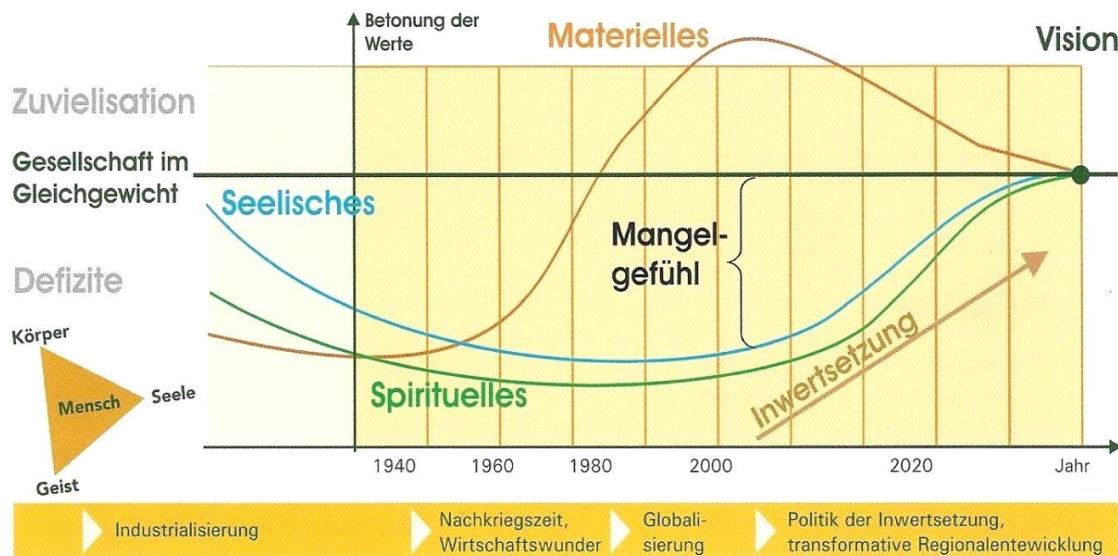 Betonung der
Werte
Materielles
Vision
Zuvielisation
Gesellschaft im
Gleichgewicht
Seelisches
Mangel-
gefühl
Defizite
Körper
Mensch
Seele
Geist
Spirituelles
Inwertsetzung
1940
1960
1980
2000
2020
Jahr
Industrialisierung
Nachkriegszeit,
Wirtschaftswunder
Globali-
sierung
Politik der Inwertsetzung,
transformative Regionalentewicklung